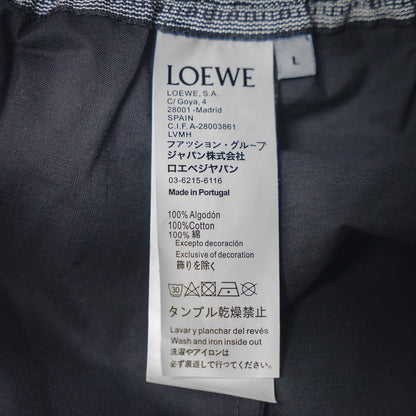 LOEWE
L
LOEWE, S.A.
C/ Goya, 4
28001 -Madrid
SPAIN
C.I.F. A-28003861
LVMH
ファッション・グループ
ジャパン株式会社
ロエベジャパン
03-6215-6116
Made in Portugal
100% Algodón
100%Cotton
100% 綿
Excepto decoración
Exclusive of decoration
飾りを除く
30
タンブル乾燥禁止
Lavar y planchar del revés
Wash and iron inside out
洗濯やアイロンは
必ず裏返しで行ってください。